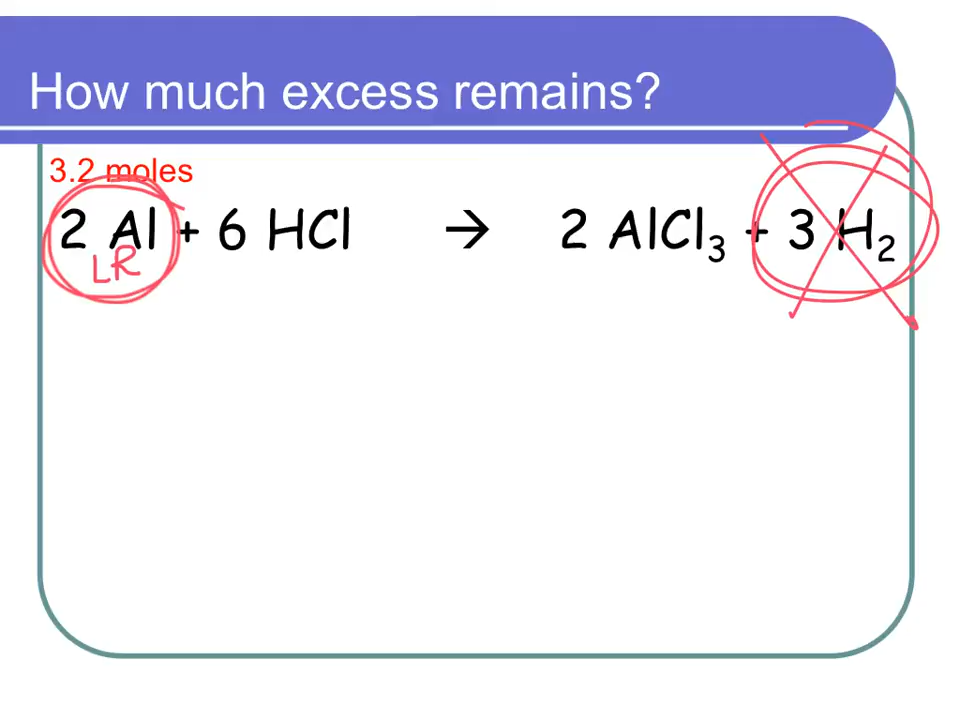 How much excess remains?
3.2 moles
2 Al + 6 HCl → 2 AlCl₃ + 3 H₂
LR